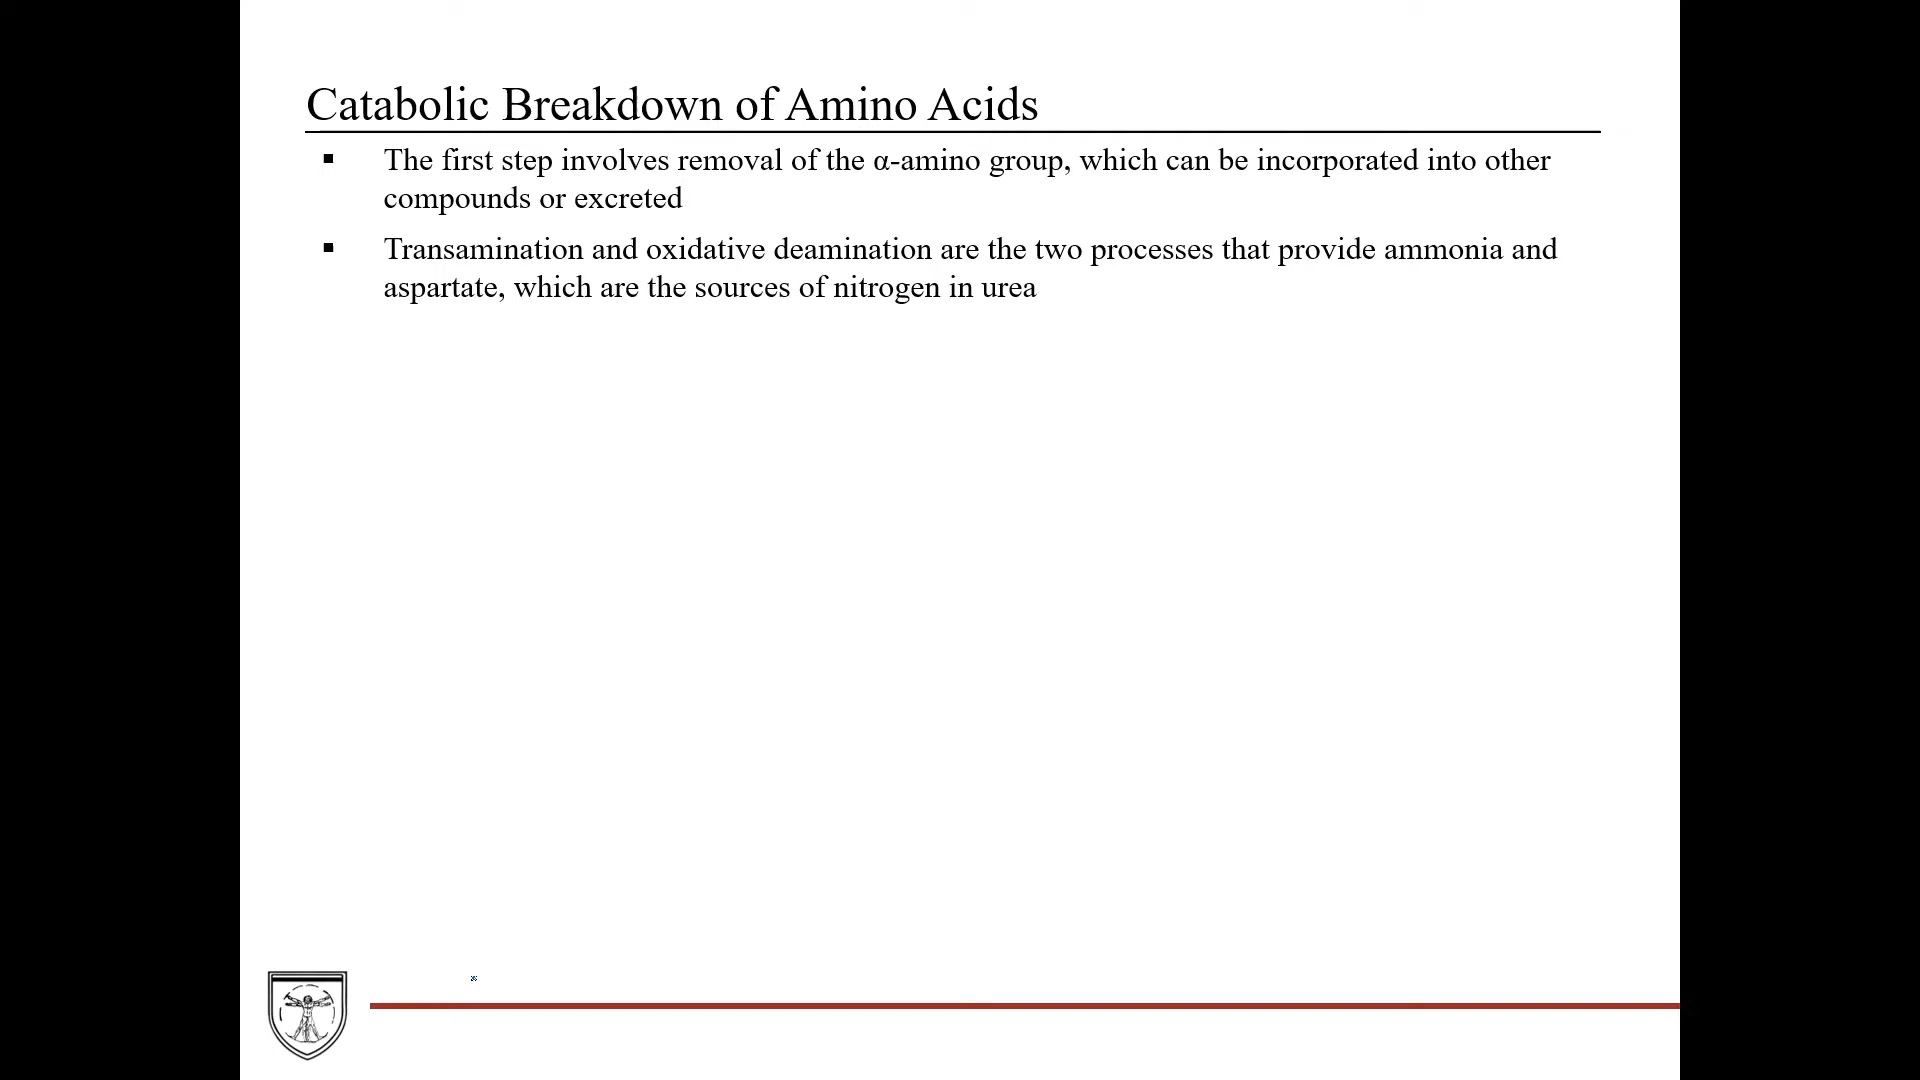 Catabolic Breakdown of Amino Acids
▪ The first step involves removal of the α-amino group, which can be incorporated into other
compounds or excreted
▪ Transamination and oxidative deamination are the two processes that provide ammonia and
aspartate, which are the sources of nitrogen in urea